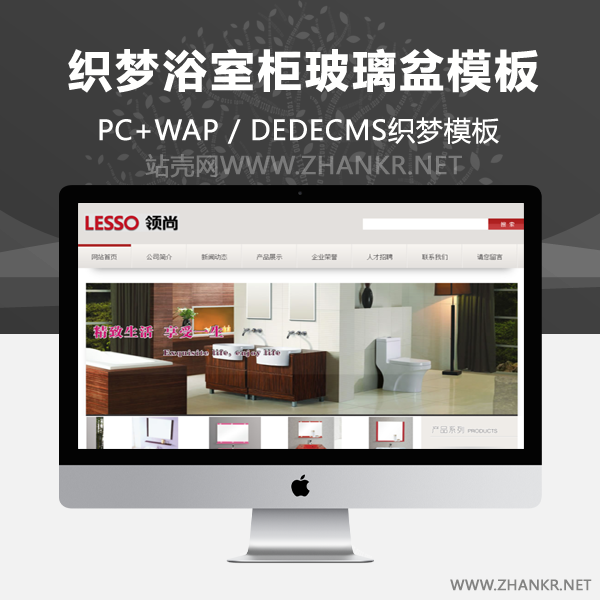 织梦浴室柜玻璃盆模板
PC+WAP / DEDECMS织梦模板
站壳网WWW.ZHANKR.NET
LESSO 领尚
搜 索
网站首页 公司简介 新闻动态 产品展示 企业荣誉 人才招聘 联系我们 请您留言
精致生活 享受一生
Exquisite life, enjoy life
产品系列 PRODUCTS
WWW.ZHANKR.NET